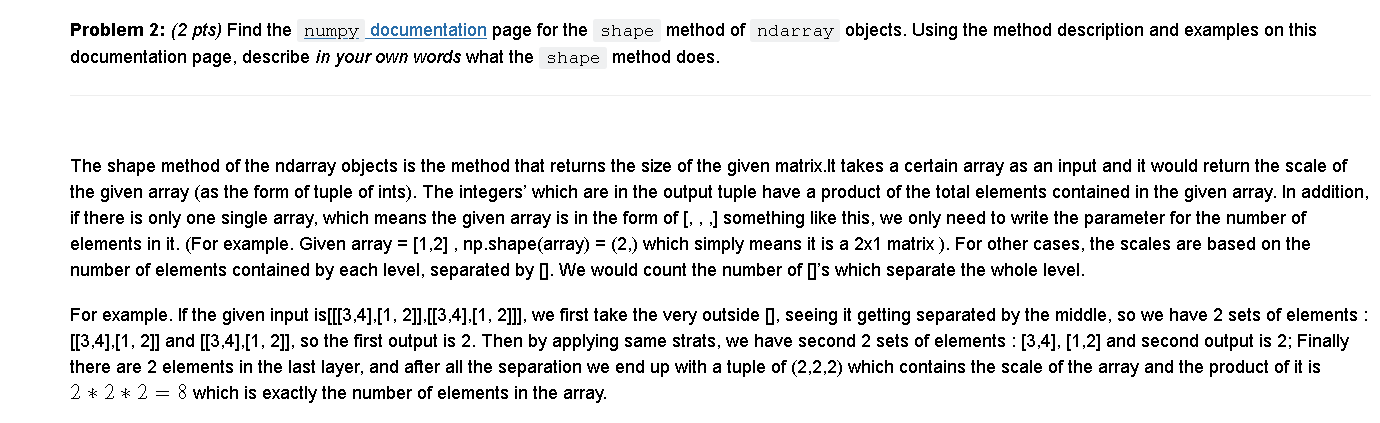 Problem 2: (2 pts) Find the numpy documentation page for the shape method of ndarray objects. Using the method description and examples on this
documentation page, describe in your own words what the shape method does.
The shape method of the ndarray objects is the method that returns the size of the given matrix.It takes a certain array as an input and it would return the scale of
the given array (as the form of tuple of ints). The integers’ which are in the output tuple have a product of the total elements contained in the given array. In addition,
if there is only one single array, which means the given array is in the form of [, , ,] something like this, we only need to write the parameter for the number of
elements in it. (For example. Given array = [1,2] , np.shape(array) = (2,) which simply means it is a 2x1 matrix ). For other cases, the scales are based on the
number of elements contained by each level, separated by []. We would count the number of []’s which separate the whole level.
For example. If the given input is[[[3,4],[1, 2]],[[3,4],[1, 2]]], we first take the very outside [], seeing it getting separated by the middle, so we have 2 sets of elements :
[[3,4],[1, 2]] and [[3,4],[1, 2]], so the first output is 2. Then by applying same strats, we have second 2 sets of elements : [3,4], [1,2] and second output is 2; Finally
there are 2 elements in the last layer, and after all the separation we end up with a tuple of (2,2,2) which contains the scale of the array and the product of it is
2 ∗ 2 ∗ 2 = 8 which is exactly the number of elements in the array.